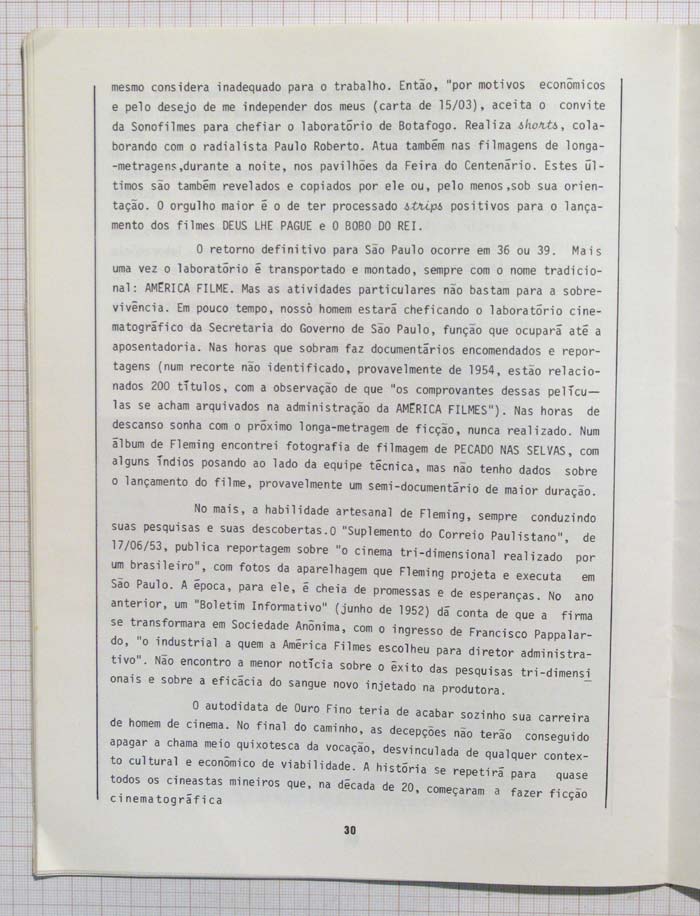 mesmo considera inadequado para o trabalho. Então, "por motivos econômicos
e pelo desejo de me independer dos meus (carta de 15/03), aceita o convite
da Sonofilmes para chefiar o laboratório de Botafogo. Realiza shorts, cola-
borando com o radialista Paulo Roberto. Atua também nas filmagens de longa-
-metragens,durante a noite, nos pavilhões da Feira do Centenário. Estes úl-
timos são também revelados e copiados por ele ou, pelo menos,sob sua orien-
tação. O orgulho maior é o de ter processado strips positivos para o lança-
mento dos filmes DEUS LHE PAGUE e O BOBO DO REI.
O retorno definitivo para São Paulo ocorre em 36 ou 39. Mais
uma vez o laboratório é transportado e montado, sempre com o nome tradicio-
nal: AMÉRICA FILME. Mas as atividades particulares não bastam para a sobre-
vivência. Em pouco tempo, nosso homem estará cheficando o laboratório cine-
matográfico da Secretaria do Governo de São Paulo, função que ocupará até a
aposentadoria. Nas horas que sobram faz documentários encomendados e repor-
tagens (num recorte não identificado, provavelmente de 1954, estão relacio-
nados 200 títulos, com a observação de que "os comprovantes dessas pelícu—
las se acham arquivados na administração da AMÉRICA FILMES"). Nas horas de
descanso sonha com o próximo longa-metragem de ficção, nunca realizado. Num
álbum de Fleming encontrei fotografia de filmagem de PECADO NAS SELVAS, com
alguns índios posando ao lado da equipe técnica, mas não tenho dados sobre
o lançamento do filme, provavelmente um semi-documentário de maior duração.
No mais, a habilidade artesanal de Fleming, sempre conduzindo
suas pesquisas e suas descobertas.O "Suplemento do Correio Paulistano", de
17/06/53, publica reportagem sobre "o cinema tri-dimensional realizado por
um brasileiro", com fotos da aparelhagem que Fleming projeta e executa em
São Paulo. A época, para ele, é cheia de promessas e de esperanças. No ano
anterior, um "Boletim Informativo" (junho de 1952) dá conta de que a firma
se transformara em Sociedade Anônima, com o ingresso de Francisco Pappalar-
do, "o industrial a quem a América Filmes escolheu para diretor administra-
tivo". Não encontro a menor notícia sobre o êxito das pesquisas tri-dimensi
onais e sobre a eficácia do sangue novo injetado na produtora.
O autodidata de Ouro Fino teria de acabar sozinho sua carreira
de homem de cinema. No final do caminho, as decepções não terão conseguido
apagar a chama meio quixotesca da vocação, desvinculada de qualquer contex-
to cultural e econômico de viabilidade. A história se repetirá para quase
todos os cineastas mineiros que, na década de 20, começaram a fazer ficção
cinematográfica
30